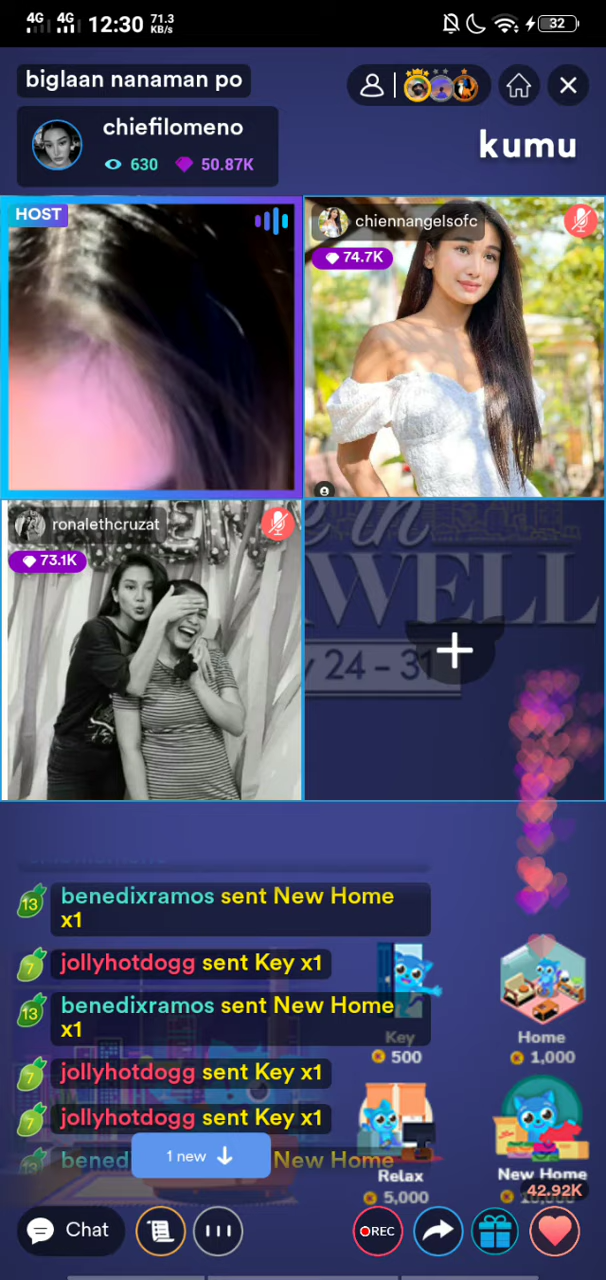 4G 4G 12:30 71.3 KB/s 32
biglaan nanaman po
chiefilomeno
630 50.87K
kumu
HOST
chiennangelsofc
74.7K
ronalethcruzat
73.1K
e in
WELL
24 - 31
13 benedixramos sent New Home
x1
7 jollyhotdogg sent Key x1
13 benedixramos sent New Home
x1
7 jollyhotdogg sent Key x1
7 jollyhotdogg sent Key x1
13 bened New Home
1 new
Key
500
Home
1,000
Relax
5,000
New Home
42.92K
Chat
REC